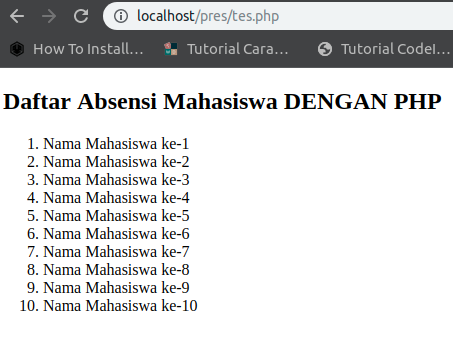 localhost/pres/tes.php
How To Install... Tutorial Cara... Tutorial CodeI...
Daftar Absensi Mahasiswa DENGAN PHP
1. Nama Mahasiswa ke-1
2. Nama Mahasiswa ke-2
3. Nama Mahasiswa ke-3
4. Nama Mahasiswa ke-4
5. Nama Mahasiswa ke-5
6. Nama Mahasiswa ke-6
7. Nama Mahasiswa ke-7
8. Nama Mahasiswa ke-8
9. Nama Mahasiswa ke-9
10. Nama Mahasiswa ke-10